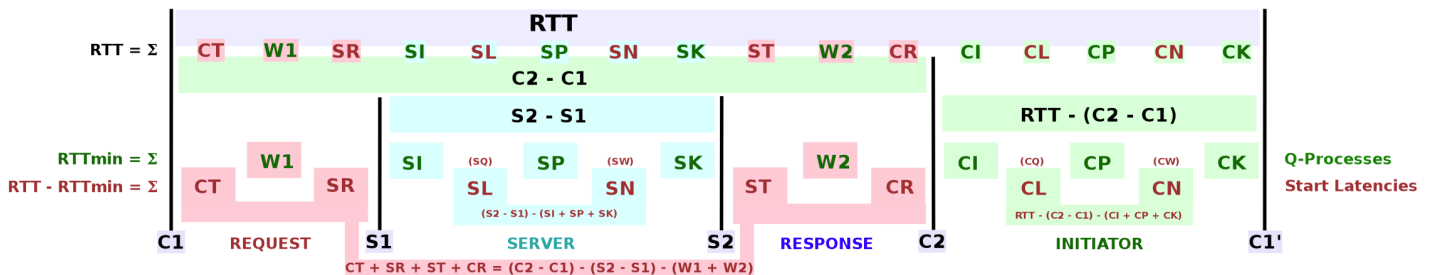 RTT
RTT = Σ CT W1 SR SI SL SP SN SK ST W2 CR CI CL CP CN CK
C2 - C1
S2 - S1 RTT - (C2 - C1)
RTTmin = Σ W1 SI (SQ) SP (SW) SK W2 CI (CQ) CP (CW) CK Q-Processes
RTT - RTTmin = Σ CT SR SL SN ST CR CL CN Start Latencies
(S2 - S1) - (SI + SP + SK) RTT - (C2 - C1) - (CI + CP + CK)
C1 REQUEST S1 SERVER S2 RESPONSE C2 INITIATOR C1'
CT + SR + ST + CR = (C2 - C1) - (S2 - S1) - (W1 + W2)